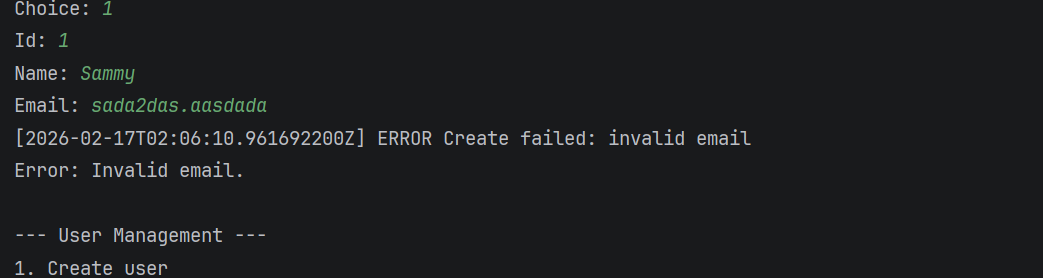 Choice: 1
Id: 1
Name: Sammy
Email: sada2das.aasdada
[2026-02-17T02:06:10.961692200Z] ERROR Create failed: invalid email
Error: Invalid email.
--- User Management ---
1. Create user